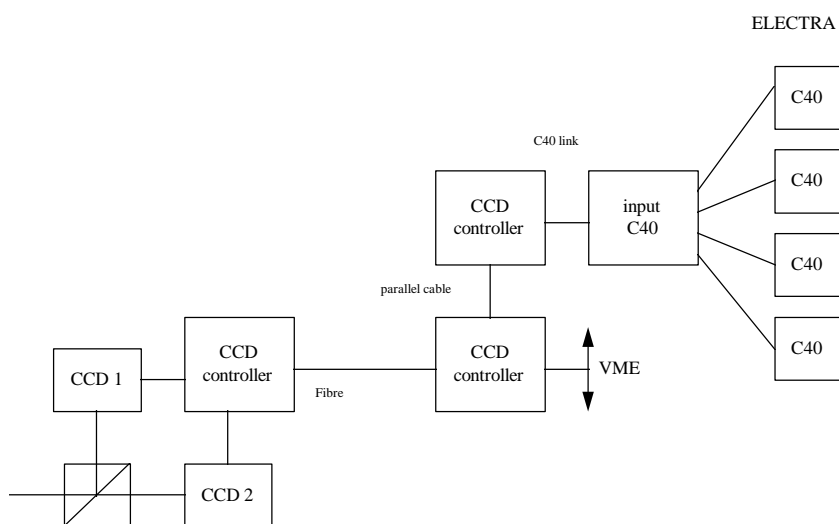 ELECTRA
C40
C40 link
C40
CCD
controller
input
C40
C40
parallel cable
C40
CCD
controller
CCD
controller
VME
CCD 1
Fibre
CCD 2